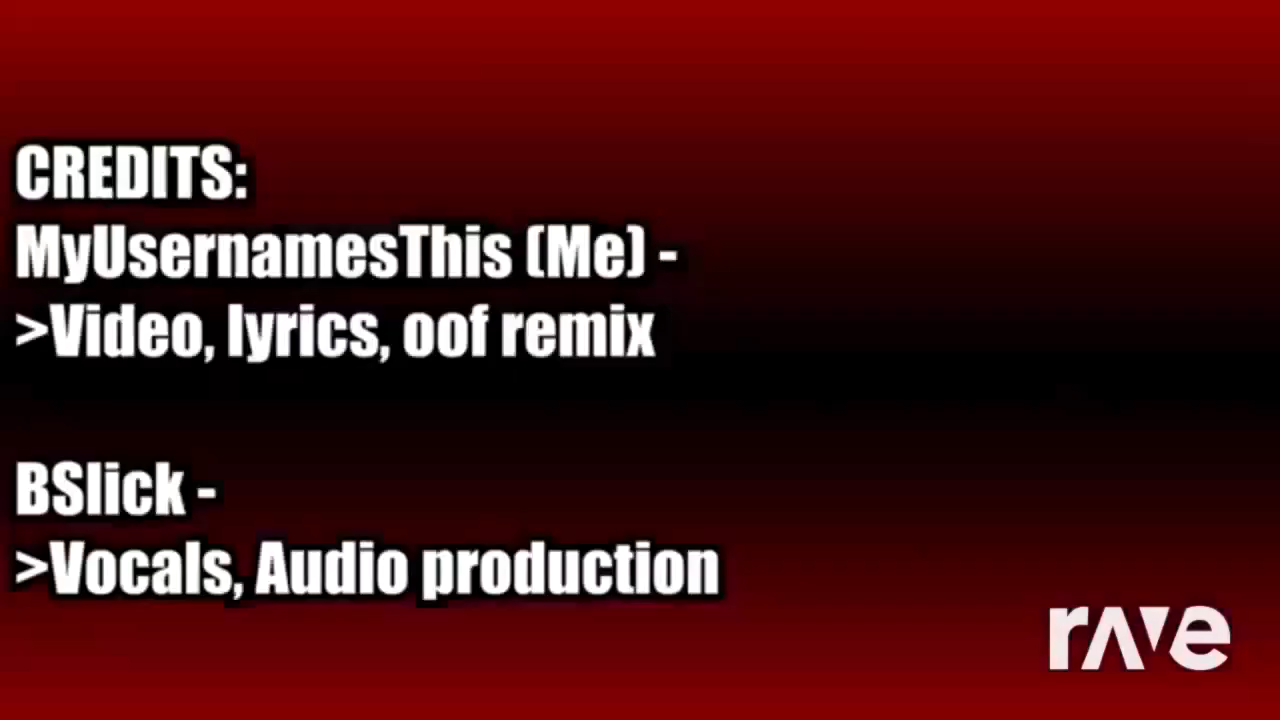 CREDITS:
MyUsernamesThis (Me) -
>Video, lyrics, oof remix
BSlick -
>Vocals, Audio production
rave